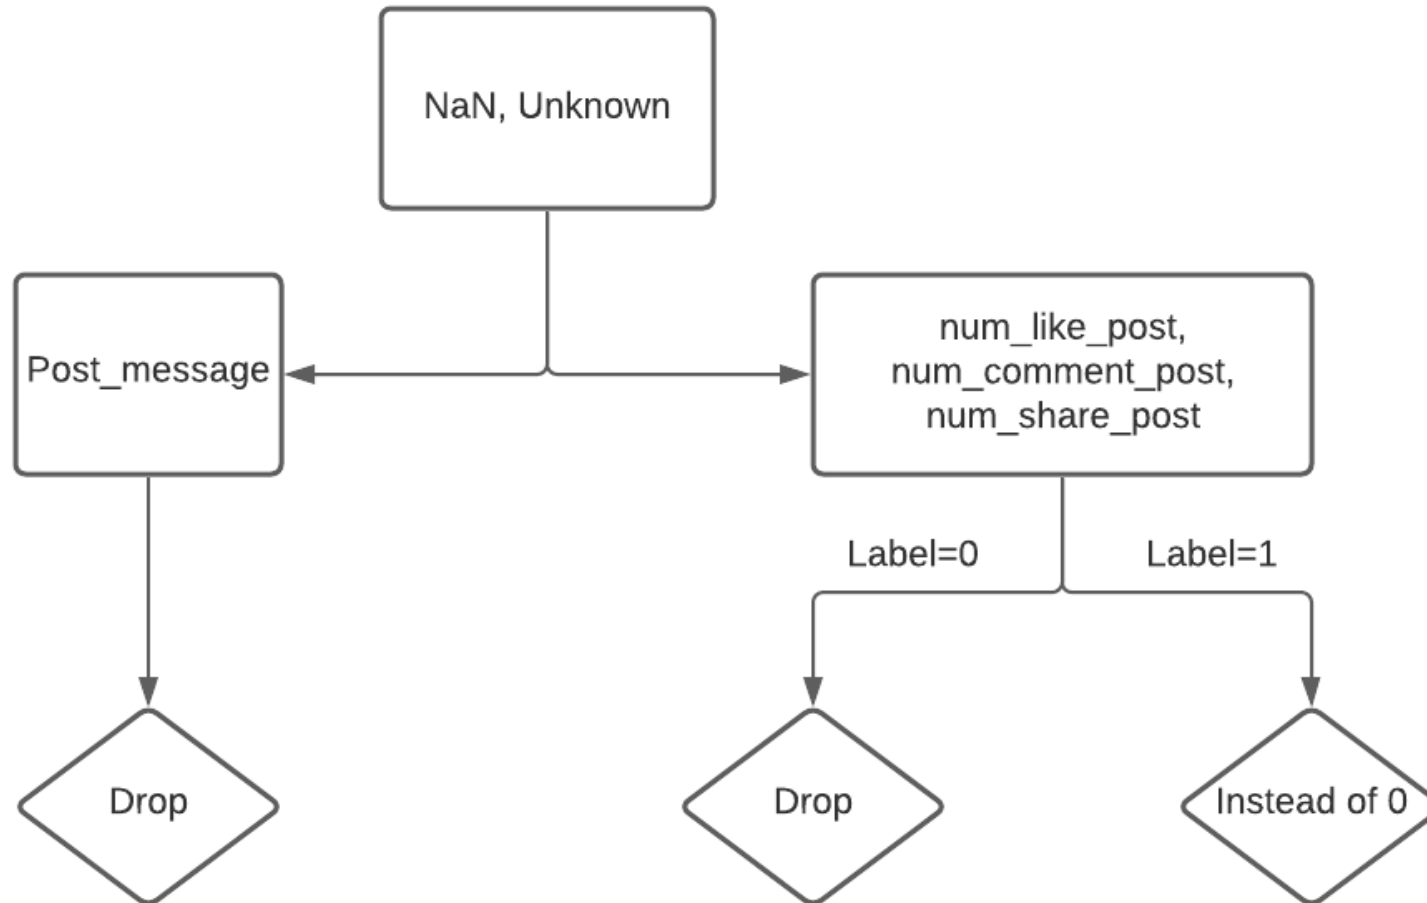 NaN, Unknown
Post_message
num_like_post,
num_comment_post,
num_share_post
Label=0
Label=1
Drop
Drop
Instead of 0